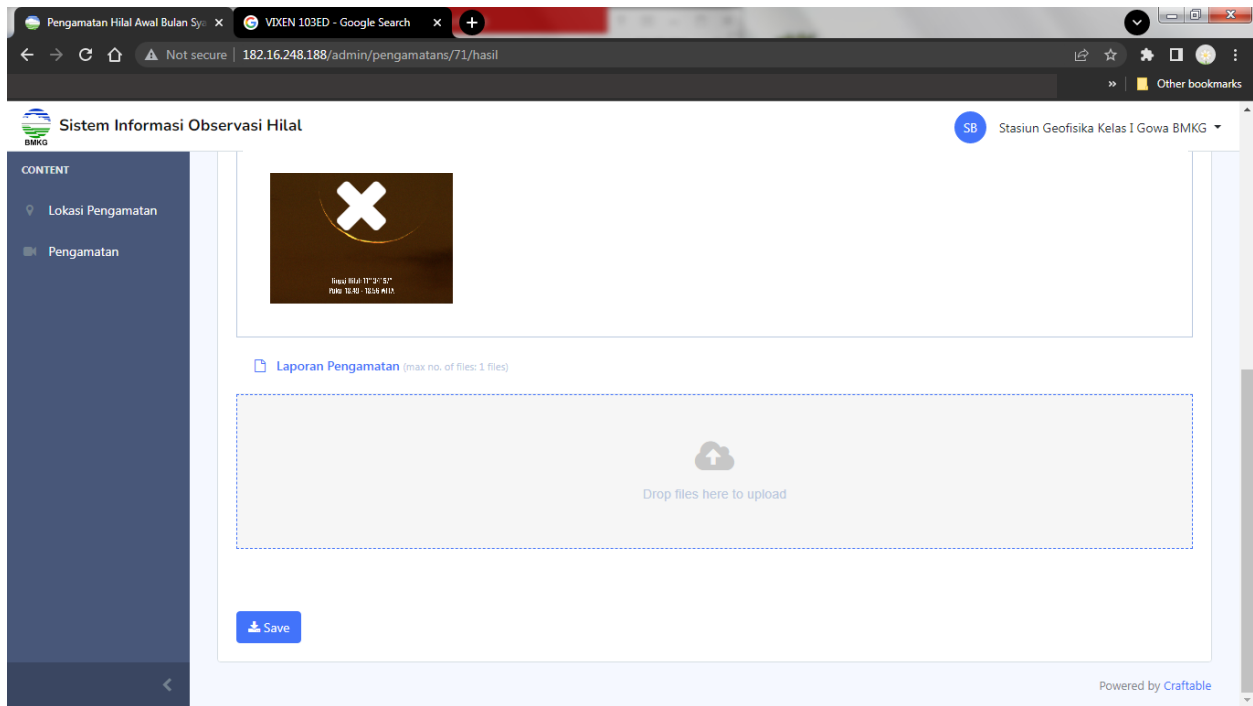 Pengamatan Hilal Awal Bulan Sya
VIXEN 103ED - Google Search
Not secure | 182.16.248.188/admin/pengamatans/71/hasil
Other bookmarks
BMKG
Sistem Informasi Observasi Hilal
SB
Stasiun Geofisika Kelas I Gowa BMKG
CONTENT
Lokasi Pengamatan
Pengamatan
Laporan Pengamatan (max no. of files: 1 files)
Drop files here to upload
Save
Powered by Craftable